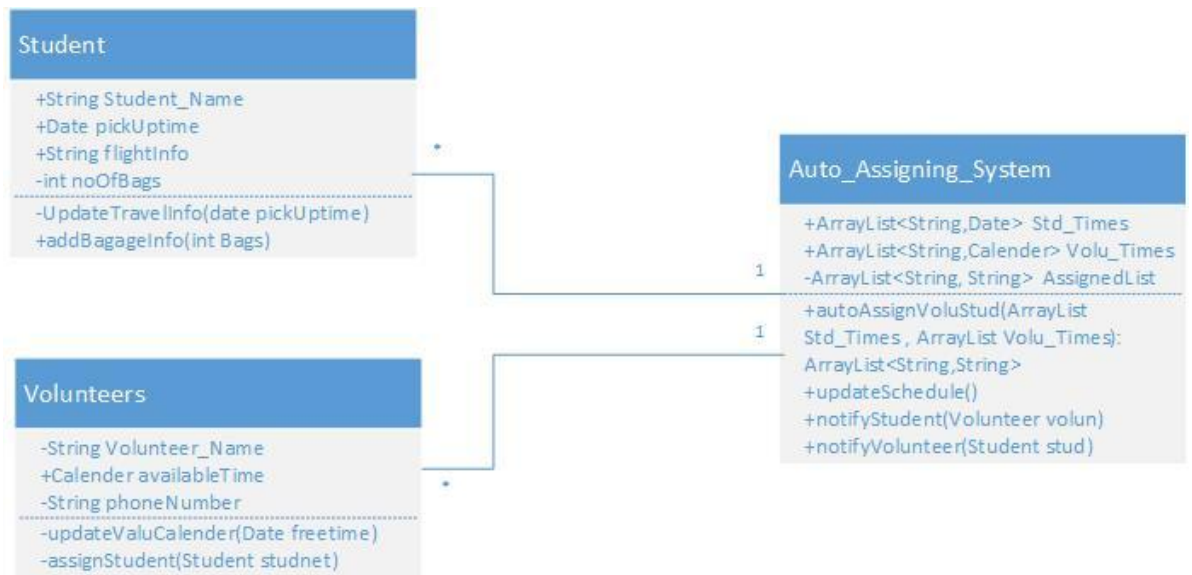 Student
+String Student_Name
+Date pickUptime
+String flightInfo
-int noOfBags
-UpdateTravelInfo(date pickUptime)
+addBagageInfo(int Bags)
*
1
Auto_Assigning_System
+ArrayList<String,Date> Std_Times
+ArrayList<String,Calender> Volu_Times
-ArrayList<String, String> AssignedList
+autoAssignVoluStud(ArrayList
Std_Times , ArrayList Volu_Times):
ArrayList<String,String>
+updateSchedule()
+notifyStudent(Volunteer volun)
+notifyVolunteer(Student stud)
1
Volunteers
-String Volunteer_Name
+Calender availableTime
-String phoneNumber
-updateValuCalender(Date freetime)
-assignStudent(Student studnet)
*